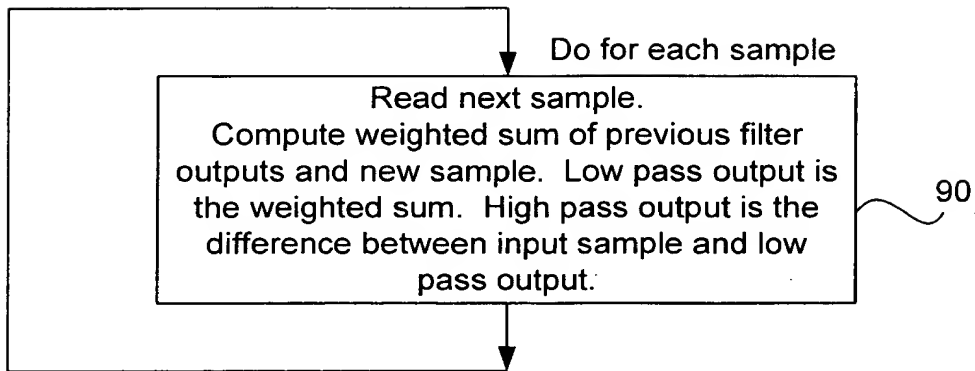 Do for each sample
Read next sample.
Compute weighted sum of previous filter
outputs and new sample. Low pass output is
the weighted sum. High pass output is the
difference between input sample and low
pass output.
90